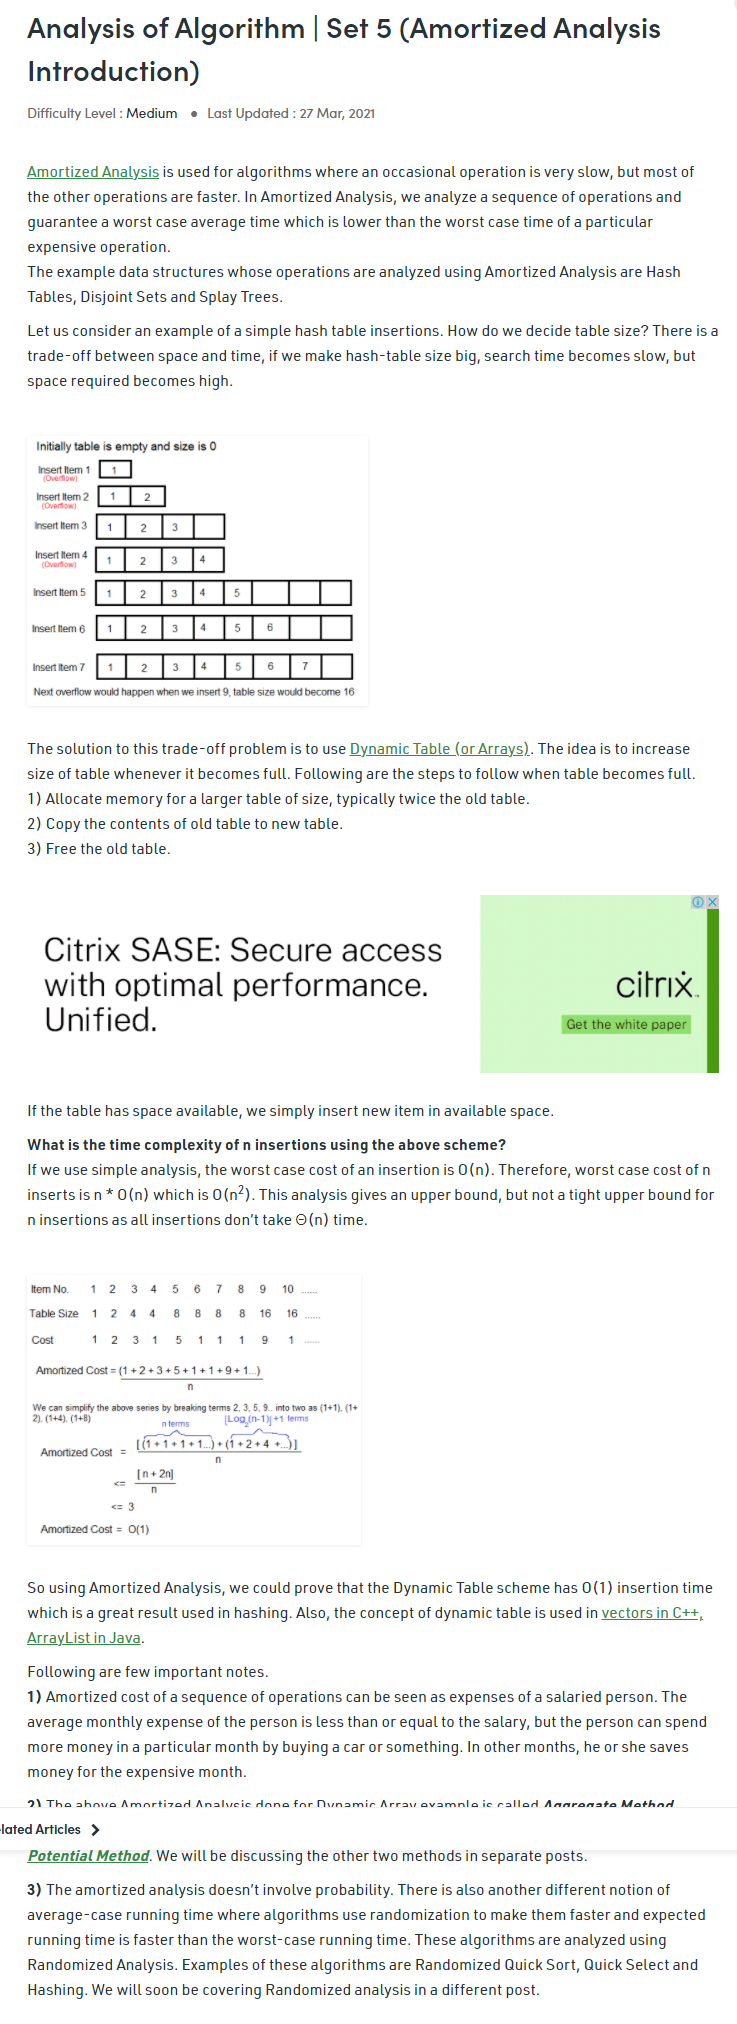 Analysis of Algorithm | Set 5 (Amortized Analysis
Introduction)
Difficulty Level : Medium ● Last Updated : 27 Mar, 2021
Amortized Analysis is used for algorithms where an occasional operation is very slow, but most of
the other operations are faster. In Amortized Analysis, we analyze a sequence of operations and
guarantee a worst case average time which is lower than the worst case time of a particular
expensive operation.
The example data structures whose operations are analyzed using Amortized Analysis are Hash
Tables, Disjoint Sets and Splay Trees.
Let us consider an example of a simple hash table insertions. How do we decide table size? There is a
trade-off between space and time, if we make hash-table size big, search time becomes slow, but
space required becomes high.
Initially table is empty and size is 0
Insert Item 1 1
(Overflow)
Insert Item 2 1 2
(Overflow)
Insert Item 3 1 2 3
Insert Item 4 1 2 3 4
(Overflow)
Insert Item 5 1 2 3 4 5
Insert Item 6 1 2 3 4 5 6
Insert Item 7 1 2 3 4 5 6 7
Next overflow would happen when we insert 9, table size would become 16
The solution to this trade-off problem is to use Dynamic Table (or Arrays). The idea is to increase
size of table whenever it becomes full. Following are the steps to follow when table becomes full.
1) Allocate memory for a larger table of size, typically twice the old table.
2) Copy the contents of old table to new table.
3) Free the old table.
Citrix SASE: Secure access
with optimal performance.
Unified.
citrix
Get the white paper
If the table has space available, we simply insert new item in available space.
What is the time complexity of n insertions using the above scheme?
If we use simple analysis, the worst case cost of an insertion is O(n). Therefore, worst case cost of n
inserts is n * O(n) which is O(n²). This analysis gives an upper bound, but not a tight upper bound for
n insertions as all insertions don't take Θ(n) time.
Item No. 1 2 3 4 5 6 7 8 9 10 ......
Table Size 1 2 4 4 8 8 8 8 16 16 ......
Cost 1 2 3 1 5 1 1 1 9 1 ......
Amortized Cost = (1 + 2 + 3 + 5 + 1 + 1 + 9 + 1...)
n
We can simplify the above series by breaking terms 2, 3, 5, 9.. into two as (1+1), (1+
2), (1+4), (1+8)
n terms ⌊Log₂(n-1)⌋+1 terms
Amortized Cost = [(1 + 1 + 1 + 1...) + (1 + 2 + 4 +...)]
n
<= [n + 2n]
n
<= 3
Amortized Cost = O(1)
So using Amortized Analysis, we could prove that the Dynamic Table scheme has O(1) insertion time
which is a great result used in hashing. Also, the concept of dynamic table is used in vectors in C++,
ArrayList in Java.
Following are few important notes.
1) Amortized cost of a sequence of operations can be seen as expenses of a salaried person. The
average monthly expense of the person is less than or equal to the salary, but the person can spend
more money in a particular month by buying a car or something. In other months, he or she saves
money for the expensive month.
2) The above Amortized Analysis done for Dynamic Array example is called Aggregate Method.
lated Articles
Potential Method. We will be discussing the other two methods in separate posts.
3) The amortized analysis doesn't involve probability. There is also another different notion of
average-case running time where algorithms use randomization to make them faster and expected
running time is faster than the worst-case running time. These algorithms are analyzed using
Randomized Analysis. Examples of these algorithms are Randomized Quick Sort, Quick Select and
Hashing. We will soon be covering Randomized analysis in a different post.